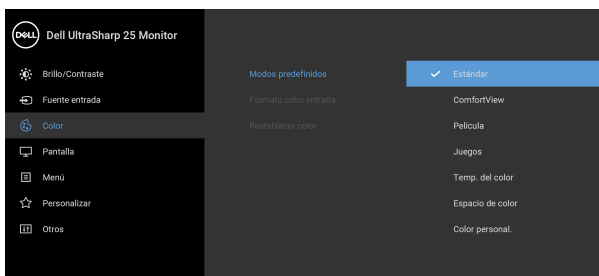 DELL Dell UltraSharp 25 Monitor
Brillo/Contraste
Fuente entrada
Color
Pantalla
Menú
Personalizar
Otros
Modos predefinidos
Formato color entrada
Restablecer color
Estándar
ComfortView
Película
Juegos
Temp. del color
Espacio de color
Color personal.